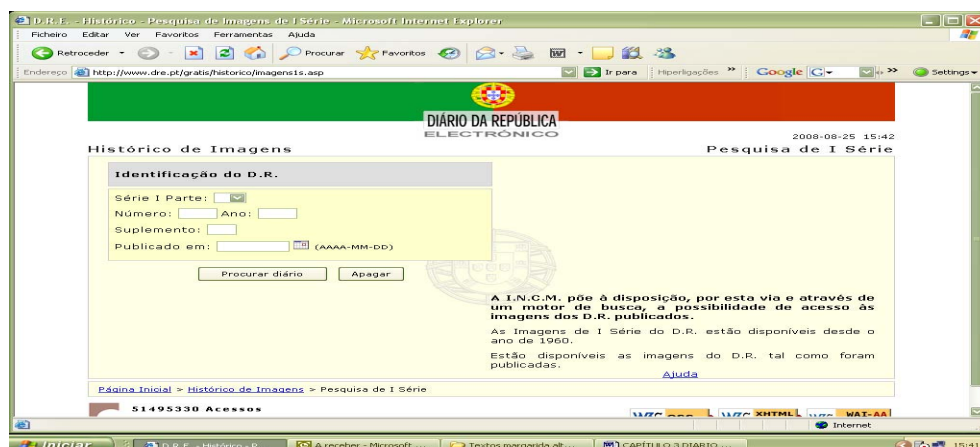 D.R.E. - Histórico - Pesquisa de Imagens de I Série - Microsoft Internet Explorer
Ficheiro Editar Ver Favoritos Ferramentas Ajuda
Retroceder Procurar Favoritos
Endereço http://www.dre.pt/gratis/historico/imagens1s.asp Ir para Hiperligações » Google G » Settings
DIÁRIO DA REPÚBLICA
ELECTRÓNICO
2008-08-25 15:42
Histórico de Imagens Pesquisa de I Série
Identificação do D.R.
Série I Parte:
Número: Ano:
Suplemento:
Publicado em: (AAAA-MM-DD)
Procurar diário Apagar
A I.N.C.M. põe à disposição, por esta via e através de
um motor de busca, a possibilidade de acesso às
imagens dos D.R. publicados.
As Imagens de I Série do D.R. estão disponíveis desde o
ano de 1960.
Estão disponíveis as imagens do D.R. tal como foram
publicadas.
Ajuda
Página Inicial > Histórico de Imagens > Pesquisa de I Série
51495330 Acessos
W3C css W3C XHTML W3C WAI-AA
Internet
Iniciar D.R.E. - Histórico - P... A receber - Microsoft ... Textos margarida alt... CAPÍTULO 3 DIARIO ... 15:41